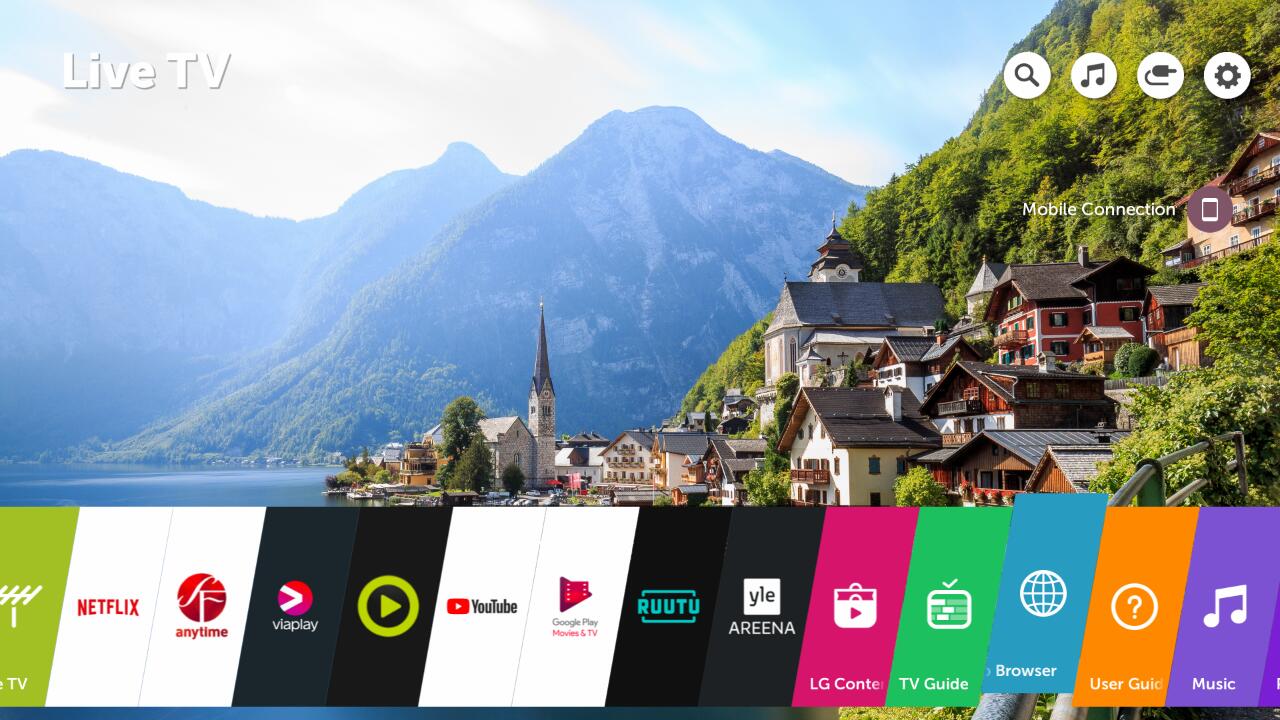 Live TV
Mobile Connection
NETFLIX
anytime
viaplay
YouTube
Google Play
Movies & TV
RUUTU
yle
AREENA
e TV
LG Conte
TV Guide
Browser
User Guid
Music